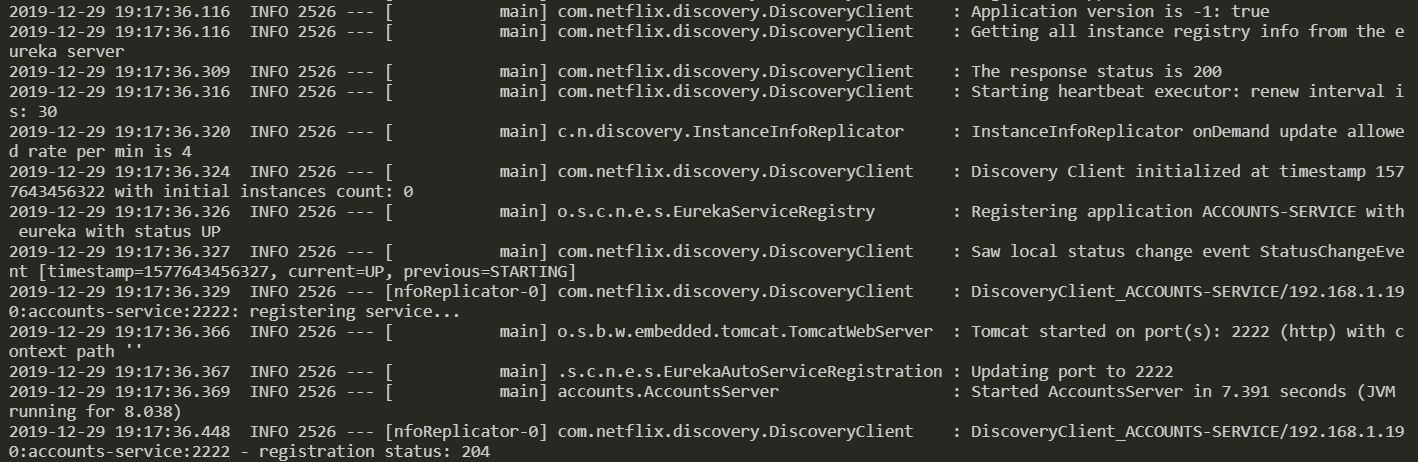 2019-12-29 19:17:36.116  INFO 2526 --- [           main] com.netflix.discovery.DiscoveryClient    : Application version is -1: true
2019-12-29 19:17:36.116  INFO 2526 --- [           main] com.netflix.discovery.DiscoveryClient    : Getting all instance registry info from the e
ureka server
2019-12-29 19:17:36.309  INFO 2526 --- [           main] com.netflix.discovery.DiscoveryClient    : The response status is 200
2019-12-29 19:17:36.316  INFO 2526 --- [           main] com.netflix.discovery.DiscoveryClient    : Starting heartbeat executor: renew interval i
s: 30
2019-12-29 19:17:36.320  INFO 2526 --- [           main] c.n.discovery.InstanceInfoReplicator     : InstanceInfoReplicator onDemand update allowe
d rate per min is 4
2019-12-29 19:17:36.324  INFO 2526 --- [           main] com.netflix.discovery.DiscoveryClient    : Discovery Client initialized at timestamp 157
7643456322 with initial instances count: 0
2019-12-29 19:17:36.326  INFO 2526 --- [           main] o.s.c.n.e.s.EurekaServiceRegistry        : Registering application ACCOUNTS-SERVICE with
 eureka with status UP
2019-12-29 19:17:36.327  INFO 2526 --- [           main] com.netflix.discovery.DiscoveryClient    : Saw local status change event StatusChangeEve
nt [timestamp=1577643456327, current=UP, previous=STARTING]
2019-12-29 19:17:36.329  INFO 2526 --- [nfoReplicator-0] com.netflix.discovery.DiscoveryClient    : DiscoveryClient_ACCOUNTS-SERVICE/192.168.1.19
0:accounts-service:2222: registering service...
2019-12-29 19:17:36.366  INFO 2526 --- [           main] o.s.b.w.embedded.tomcat.TomcatWebServer  : Tomcat started on port(s): 2222 (http) with c
ontext path ''
2019-12-29 19:17:36.367  INFO 2526 --- [           main] .s.c.n.e.s.EurekaAutoServiceRegistration : Updating port to 2222
2019-12-29 19:17:36.369  INFO 2526 --- [           main] accounts.AccountsServer                  : Started AccountsServer in 7.391 seconds (JVM
running for 8.038)
2019-12-29 19:17:36.448  INFO 2526 --- [nfoReplicator-0] com.netflix.discovery.DiscoveryClient    : DiscoveryClient_ACCOUNTS-SERVICE/192.168.1.19
0:accounts-service:2222 - registration status: 204